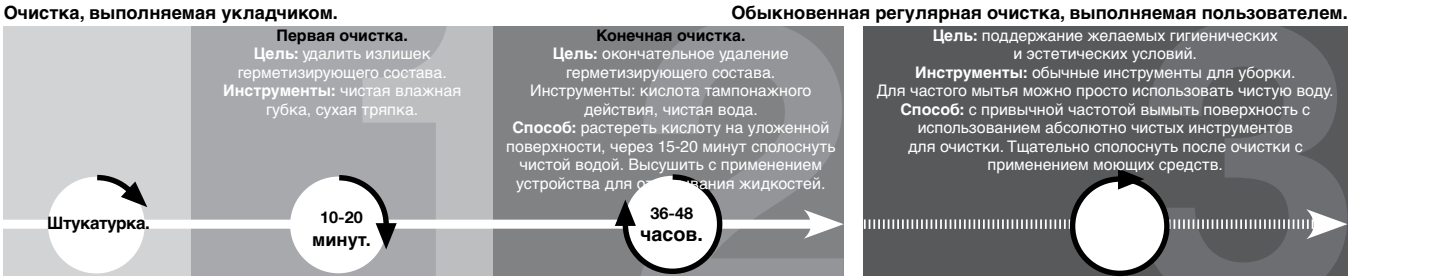 Очистка, выполняемая укладчиком.
Первая очистка.
Цель: удалить излишек
герметизирующего состава.
Инструменты: чистая влажная
губка, сухая тряпка.
Конечная очистка.
Цель: окончательное удаление
герметизирующего состава.
Инструменты: кислота тампонажного
действия, чистая вода.
Способ: растереть кислоту на уложенной
поверхности, через 15-20 минут сполоснуть
чистой водой. Высушить с применением
устройства для жидкостей.
Штукатурка.
10-20
минут.
36-48
часов.
1
2
Обыкновенная регулярная очистка, выполняемая пользователем.
Цель: поддержание желаемых гигиенических
и эстетических условий.
Инструменты: обычные инструменты для уборки.
Для частого мытья можно просто использовать чистую воду.
Способ: с привычной частотой вымыть поверхность с
использованием абсолютно чистых инструментов
для очистки. Тщательно сполоснуть после очистки с
применением моющих средств.
3